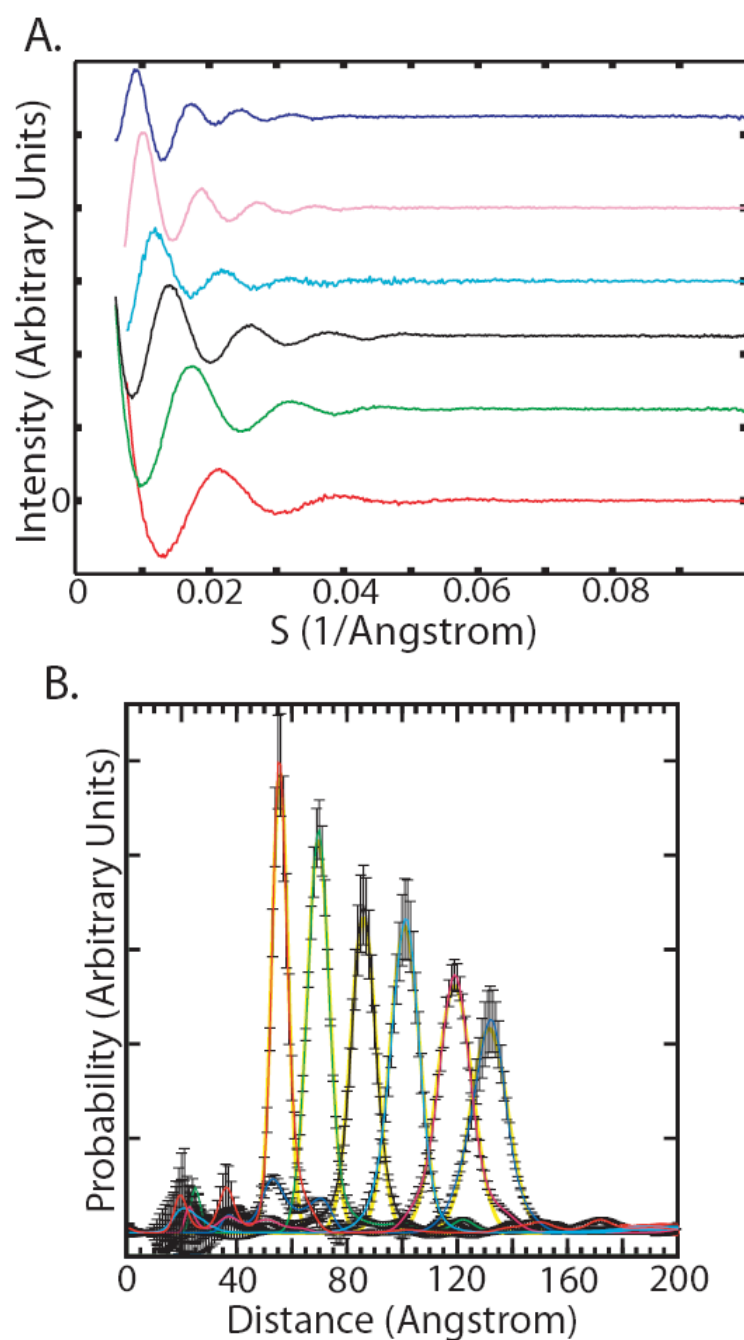 A.
Intensity (Arbitrary Units)
0
0 0.02 0.04 0.06 0.08
S (1/Angstrom)
B.
Probability (Arbitrary Units)
0 40 80 120 160 200
Distance (Angstrom)